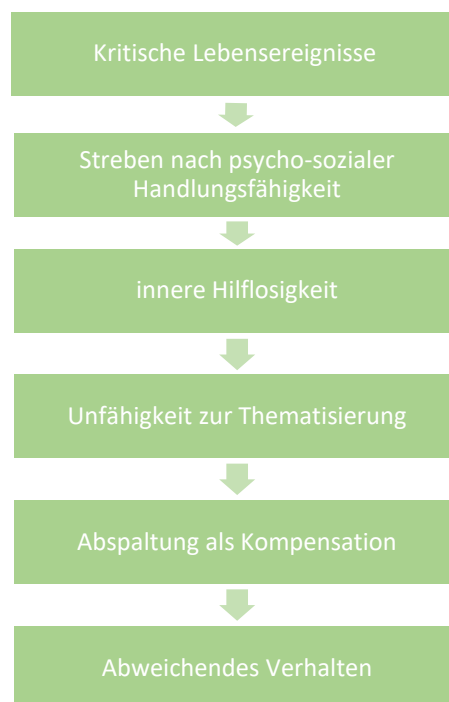 Kritische Lebensereignisse
Streben nach psycho-sozialer
Handlungsfähigkeit
innere Hilflosigkeit
Unfähigkeit zur Thematisierung
Abspaltung als Kompensation
Abweichendes Verhalten